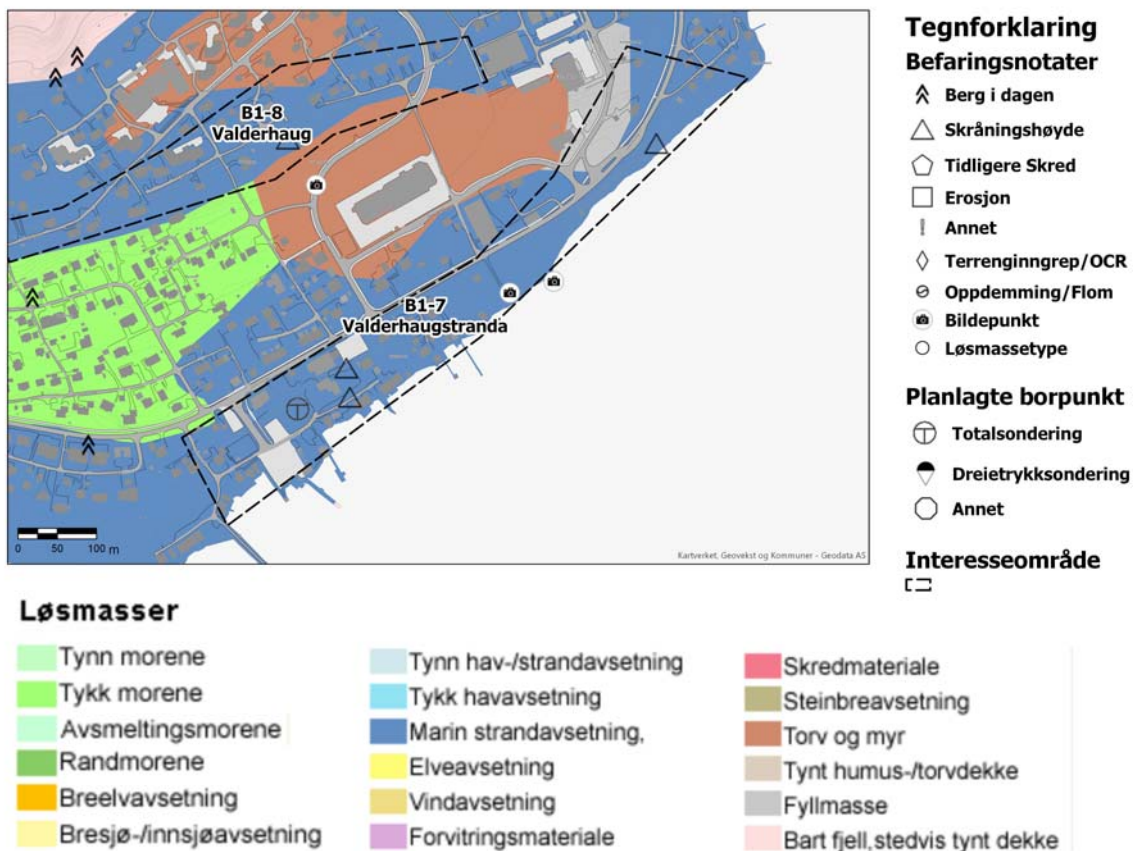 B1-8
Valderhaug
B1-7
Valderhaugstranda
0 50 100 m
Kartverket, Geovekst og Kommuner - Geodata AS
Tegnforklaring
Befaringsnotater
Berg i dagen
Skråningshøyde
Tidligere Skred
Erosjon
Annet
Terrenginngrep/OCR
Oppdemming/Flom
Bildepunkt
Løsmassetype
Planlagte borpunkt
Totalsondering
Dreietrykksondering
Annet
Interesseområde
Løsmasser
Tynn morene
Tykk morene
Avsmeltingsmorene
Randmorene
Breelvavsetning
Bresjø-/innsjøavsetning
Tynn hav-/strandavsetning
Tykk havavsetning
Marin strandavsetning,
Elveavsetning
Vindavsetning
Forvitringsmateriale
Skredmateriale
Steinbreavsetning
Torv og myr
Tynt humus-/torvdekke
Fyllmasse
Bart fjell,stedvis tynt dekke